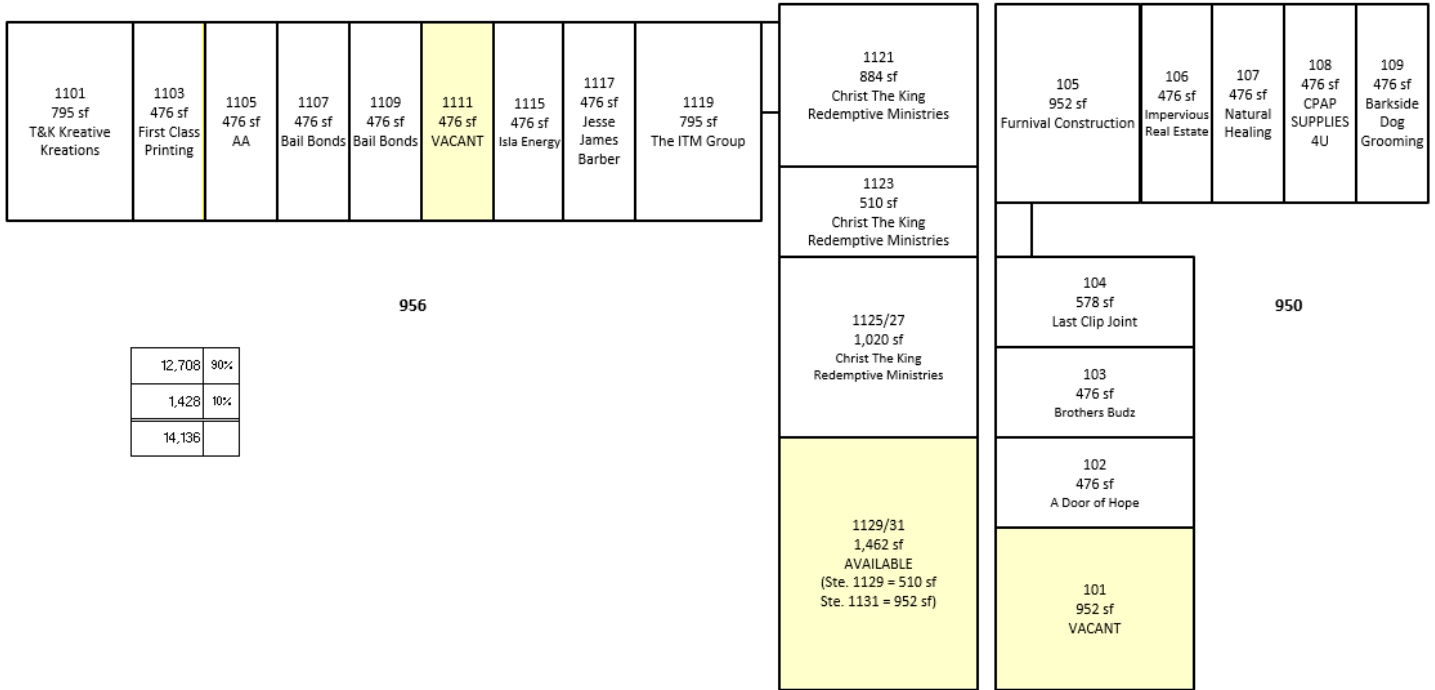 1101
795 sf
T&K Kreative
Kreations
1103
476 sf
First Class
Printing
1105
476 sf
AA
1107
476 sf
Bail Bonds
1109
476 sf
Bail Bonds
1111
476 sf
VACANT
1115
476 sf
Isla Energy
1117
476 sf
Jesse
James
Barber
1119
795 sf
The ITM Group
1121
884 sf
Christ The King
Redemptive Ministries
1123
510 sf
Christ The King
Redemptive Ministries
1125/27
1,020 sf
Christ The King
Redemptive Ministries
1129/31
1,462 sf
AVAILABLE
(Ste. 1129 = 510 sf
Ste. 1131 = 952 sf)
956
12,708 90%
1,428 10%
14,136
105
952 sf
Furnival Construction
106
476 sf
Impervious
Real Estate
107
476 sf
Natural
Healing
108
476 sf
CPAP
SUPPLIES
4U
109
476 sf
Barkside
Dog
Grooming
104
578 sf
Last Clip Joint
103
476 sf
Brothers Budz
102
476 sf
A Door of Hope
101
952 sf
VACANT
950